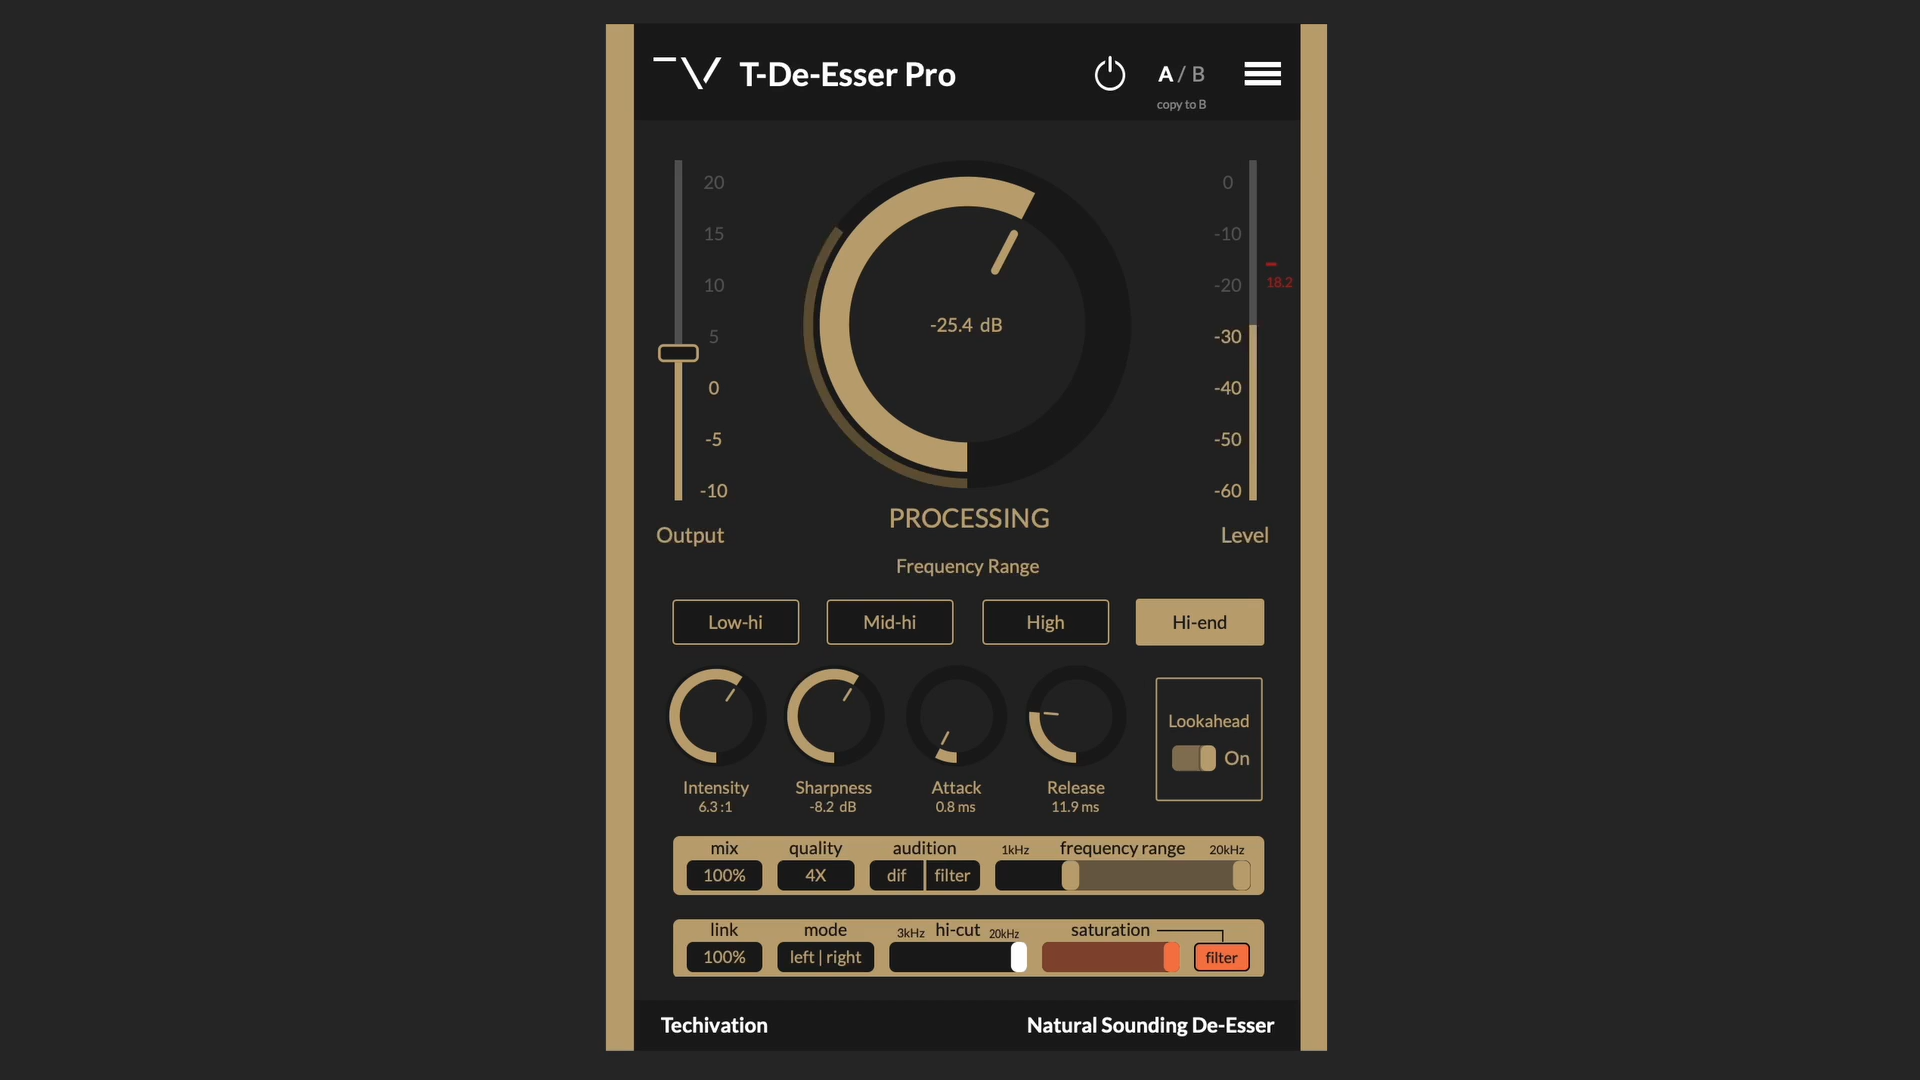 T-De-Esser Pro
A / B
copy to B
20
15
10
5
0
-5
-10
Output
-25.4 dB
PROCESSING
0
-10
-20
-30
-40
-50
-60
18.2
Level
Frequency Range
Low-hi Mid-hi High Hi-end
Intensity
6.3 :1
Sharpness
-8.2 dB
Attack
0.8 ms
Release
11.9 ms
Lookahead
On
mix quality audition 1kHz frequency range 20kHz
100% 4X dif filter
link mode 3kHz hi-cut 20kHz saturation
100% left | right filter
Techivation Natural Sounding De-Esser